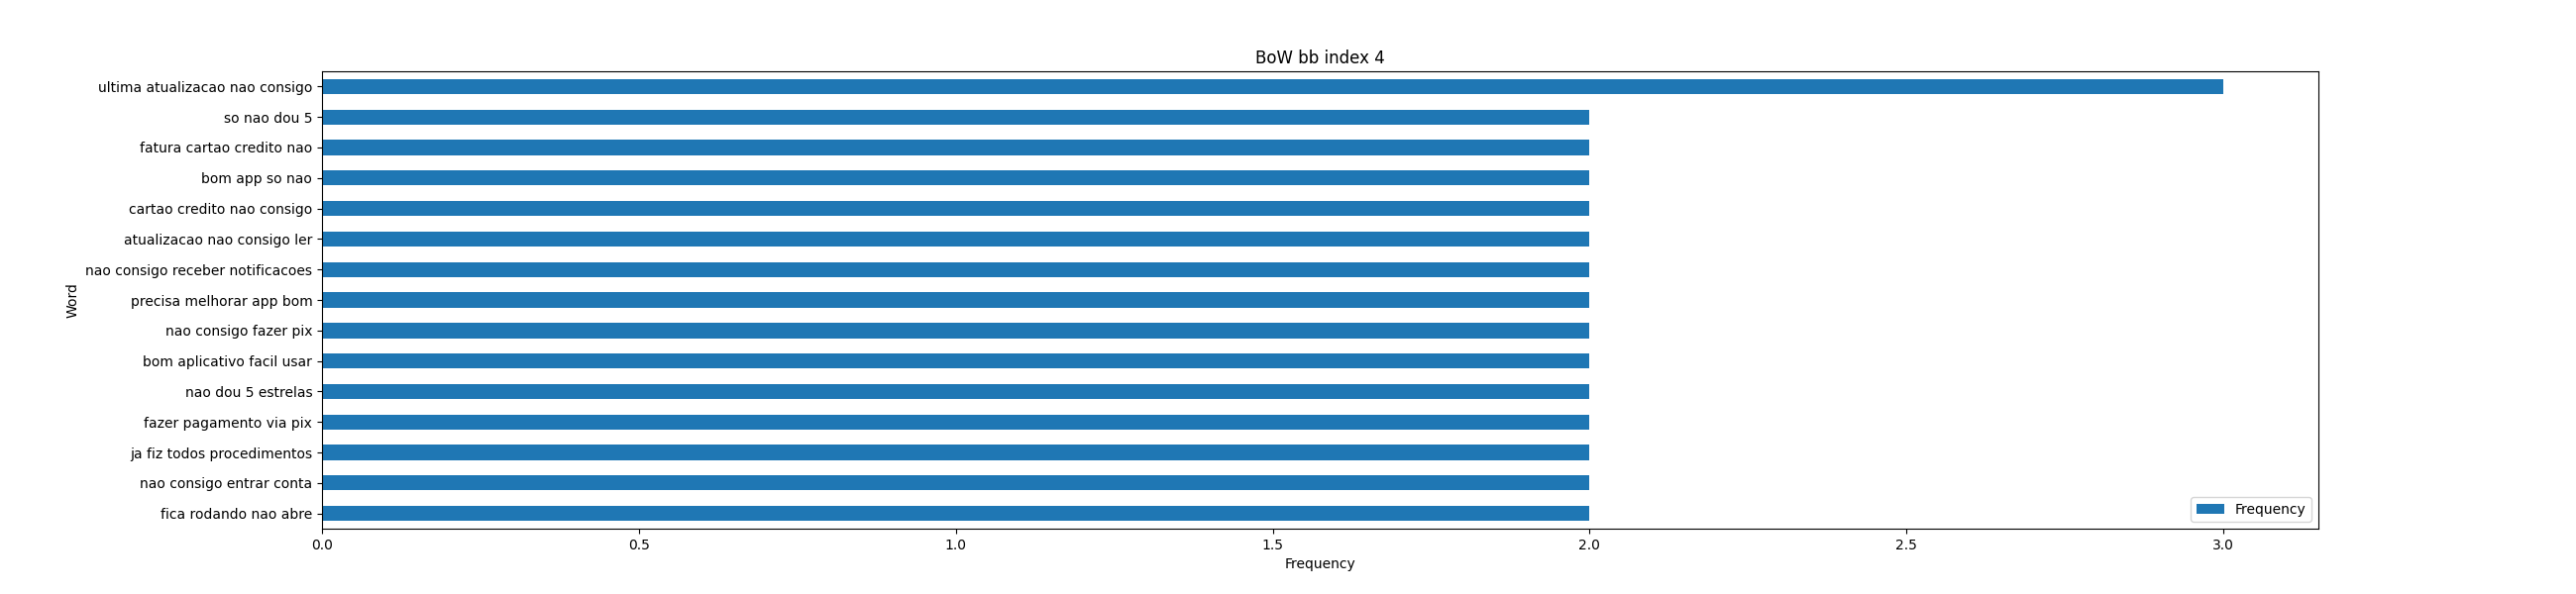 BoW bb index 4
ultima atualizacao nao consigo
so nao dou 5
fatura cartao credito nao
bom app so nao
cartao credito nao consigo
atualizacao nao consigo ler
nao consigo receber notificacoes
precisa melhorar app bom
nao consigo fazer pix
bom aplicativo facil usar
nao dou 5 estrelas
fazer pagamento via pix
ja fiz todos procedimentos
nao consigo entrar conta
fica rodando nao abre
Word
Frequency
0.0 0.5 1.0 1.5 2.0 2.5 3.0
Frequency